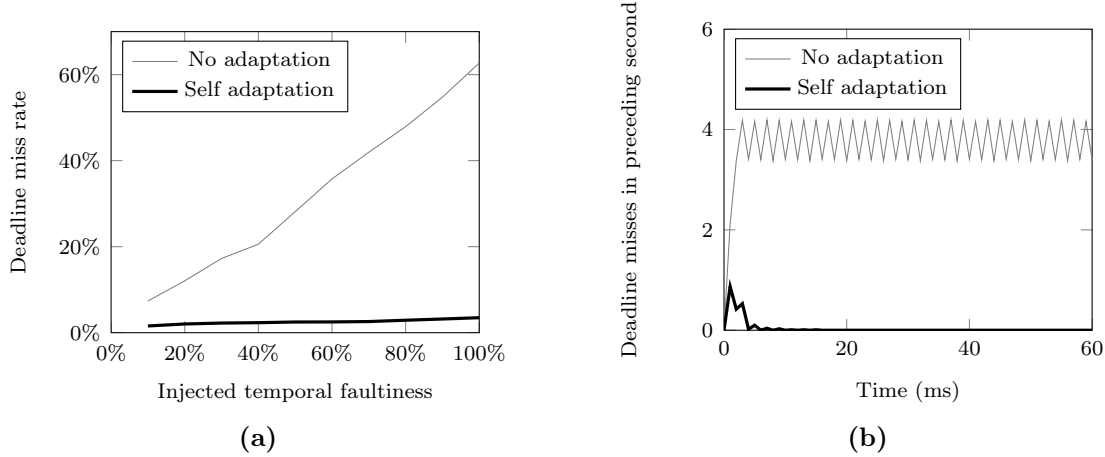 No adaptation
Self adaptation
60%
40%
20%
0%
0%
20%
40%
60%
80%
100%
Deadline miss rate
Injected temporal faultiness
(a)
No adaptation
Self adaptation
6
4
2
0
0
20
40
60
Deadline misses in preceding second
Time (ms)
(b)